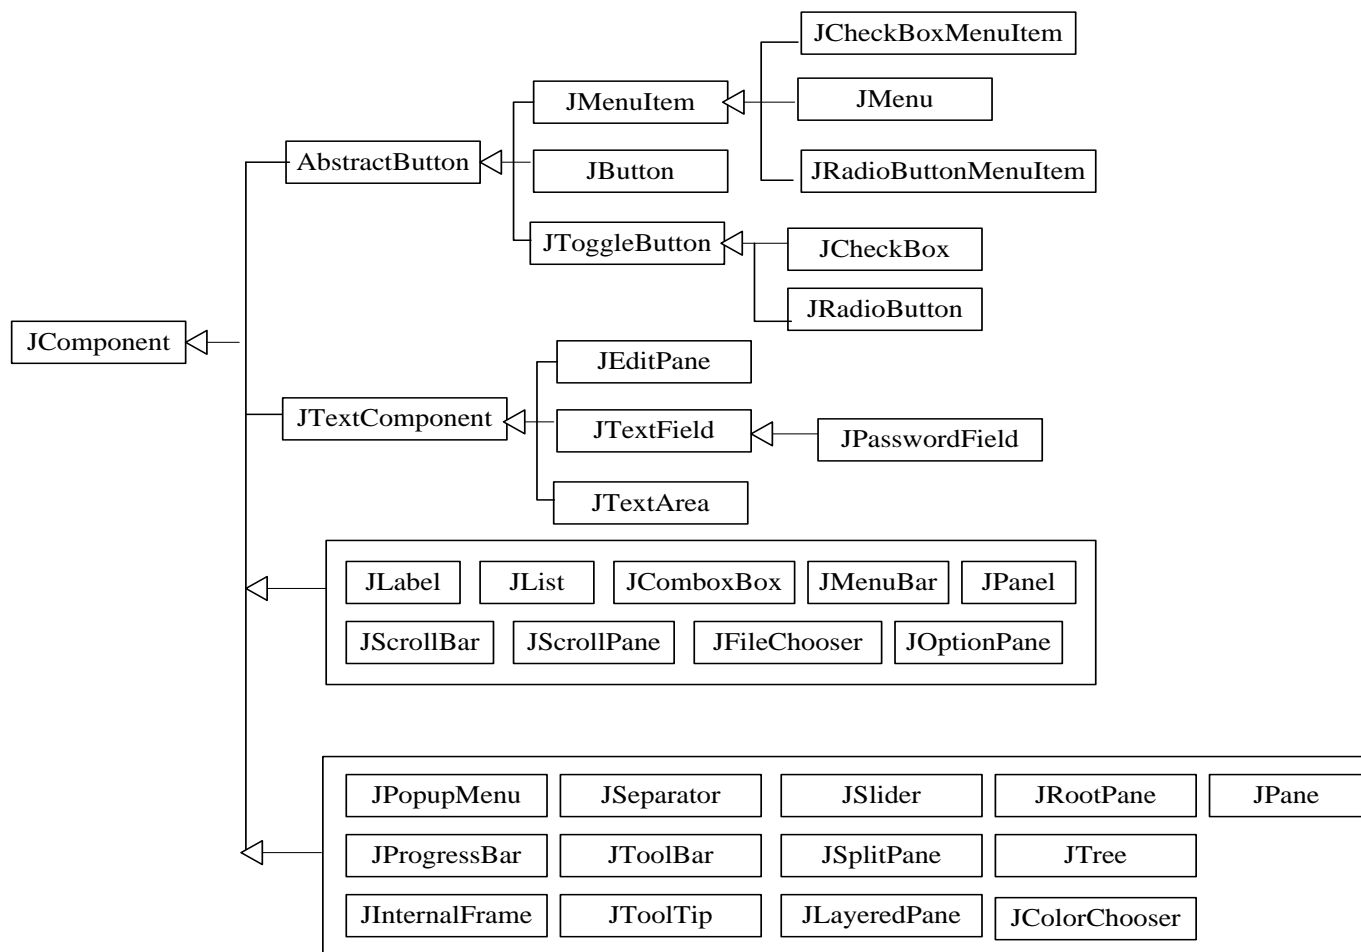 JCheckBoxMenuItem
JMenuItem
JMenu
AbstractButton
JButton
JRadioButtonMenuItem
JToggleButton
JCheckBox
JRadioButton
JComponent
JEditPane
JTextComponent
JTextField
JPasswordField
JTextArea
JLabel
JList
JComboxBox
JMenuBar
JPanel
JScrollBar
JScrollPane
JFileChooser
JOptionPane
JPopupMenu
JSeparator
JSlider
JRootPane
JPane
JProgressBar
JToolBar
JSplitPane
JTree
JInternalFrame
JToolTip
JLayeredPane
JColorChooser